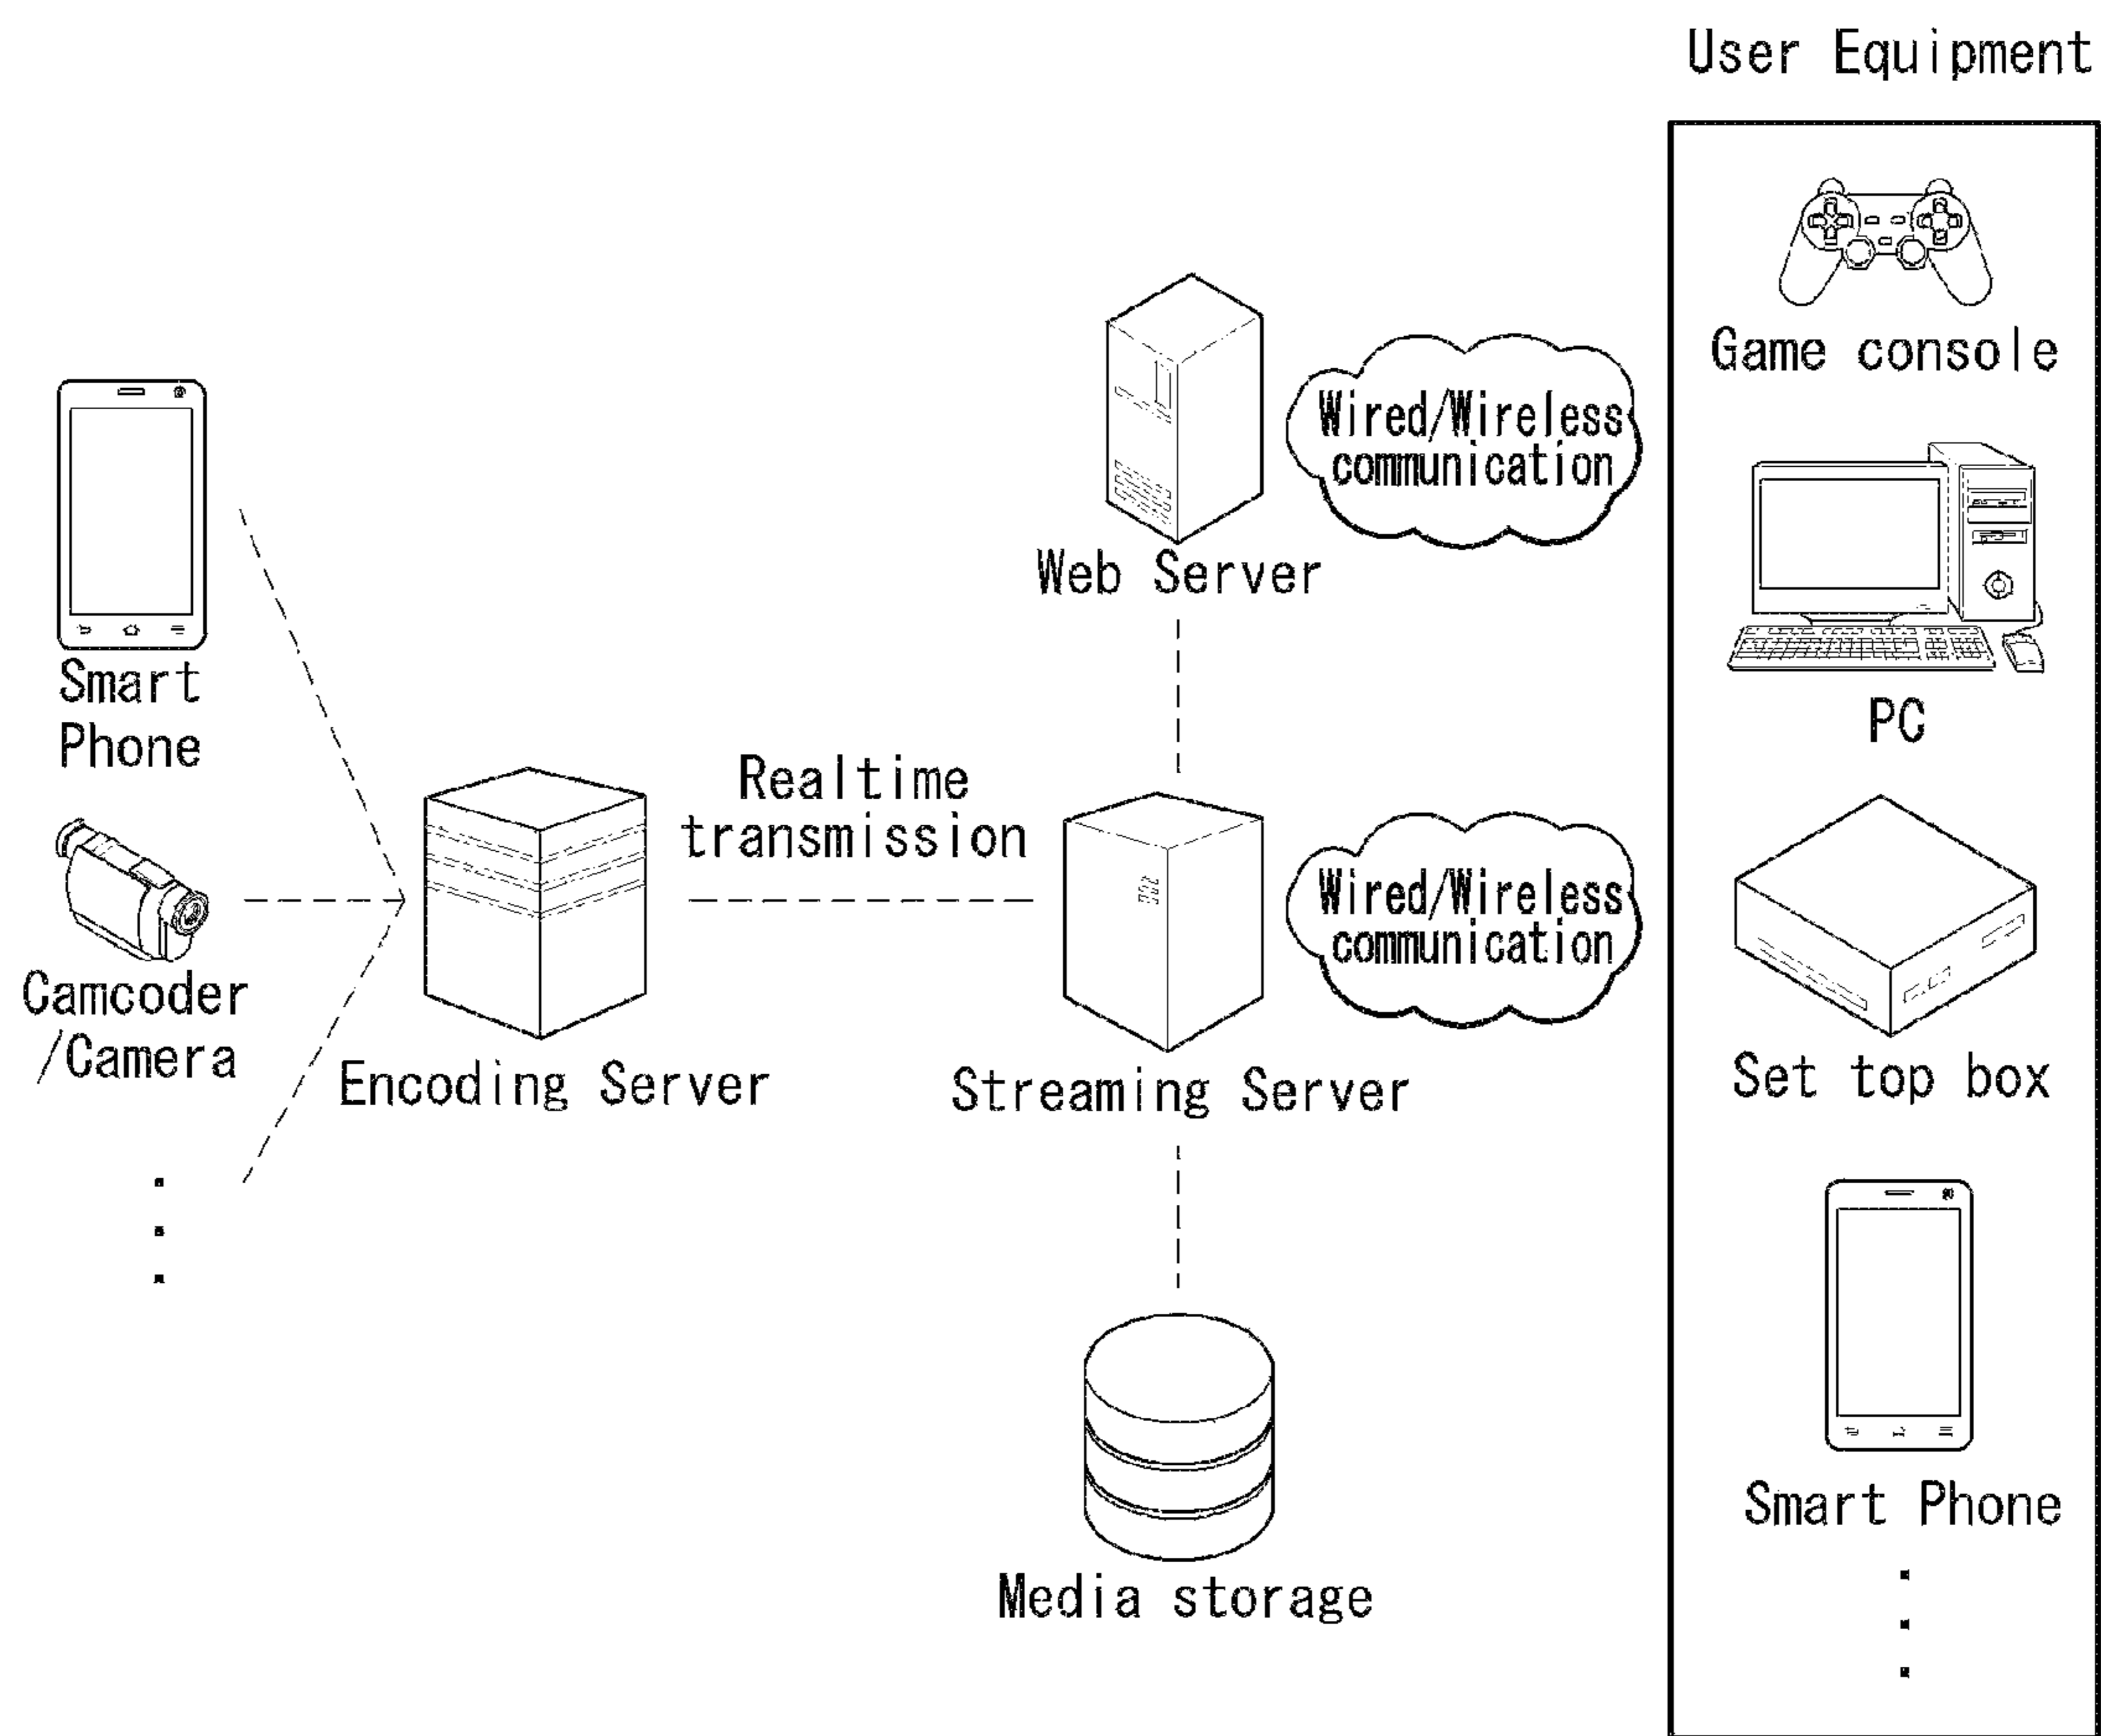 User Equipment
Game console
Wired/Wireless
communication
Web Server
Smart
Phone
PC
Realtime
transmission
Wired/Wireless
communication
Camcoder
/Camera
Encoding Server
Streaming Server
Set top box
Smart Phone
Media storage